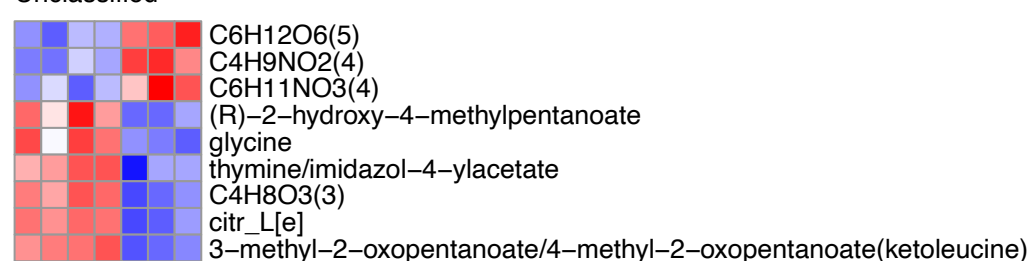 Unclassified
C6H12O6(5)
C4H9NO2(4)
C6H11NO3(4)
(R)−2−hydroxy−4−methylpentanoate
glycine
thymine/imidazol−4−ylacetate
C4H8O3(3)
citr_L[e]
3−methyl−2−oxopentanoate/4−methyl−2−oxopentanoate(ketoleucine)